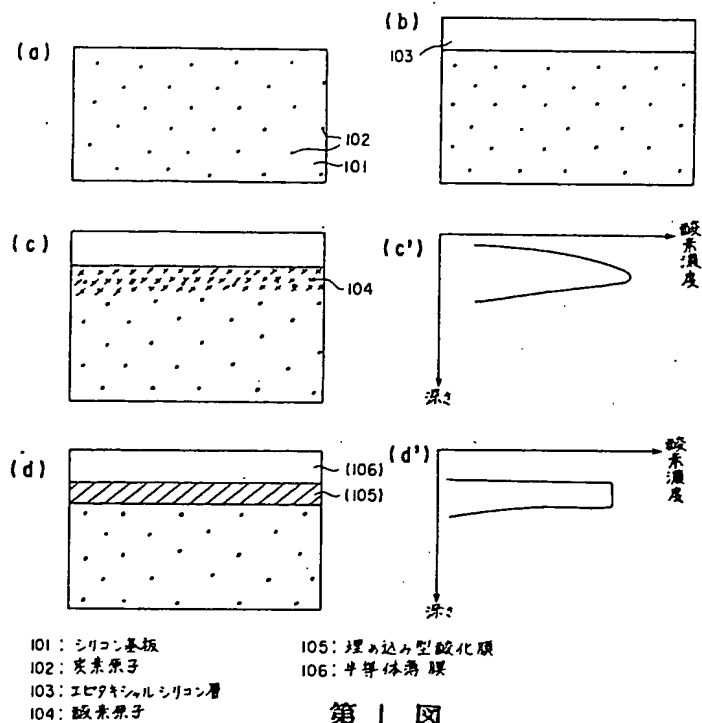 (a)
102
101
(b)
103
(c)
104
(c')
酸素濃度
深さ
(d)
(106)
(105)
(d')
酸素濃度
深さ
101: シリコン基板
102: 炭素原子
103: エピタキシャルシリコン層
104: 酸素原子
105: 埋め込み型酸化膜
106: 半導体薄膜
第1図